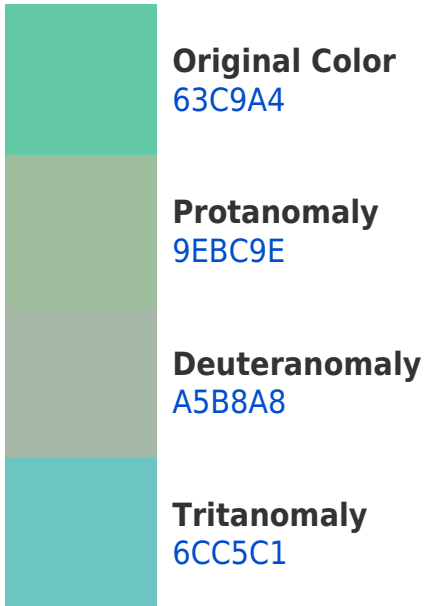 Original Color
63C9A4
Protanomaly
9EBC9E
Deuteranomaly
A5B8A8
Tritanomaly
6CC5C1